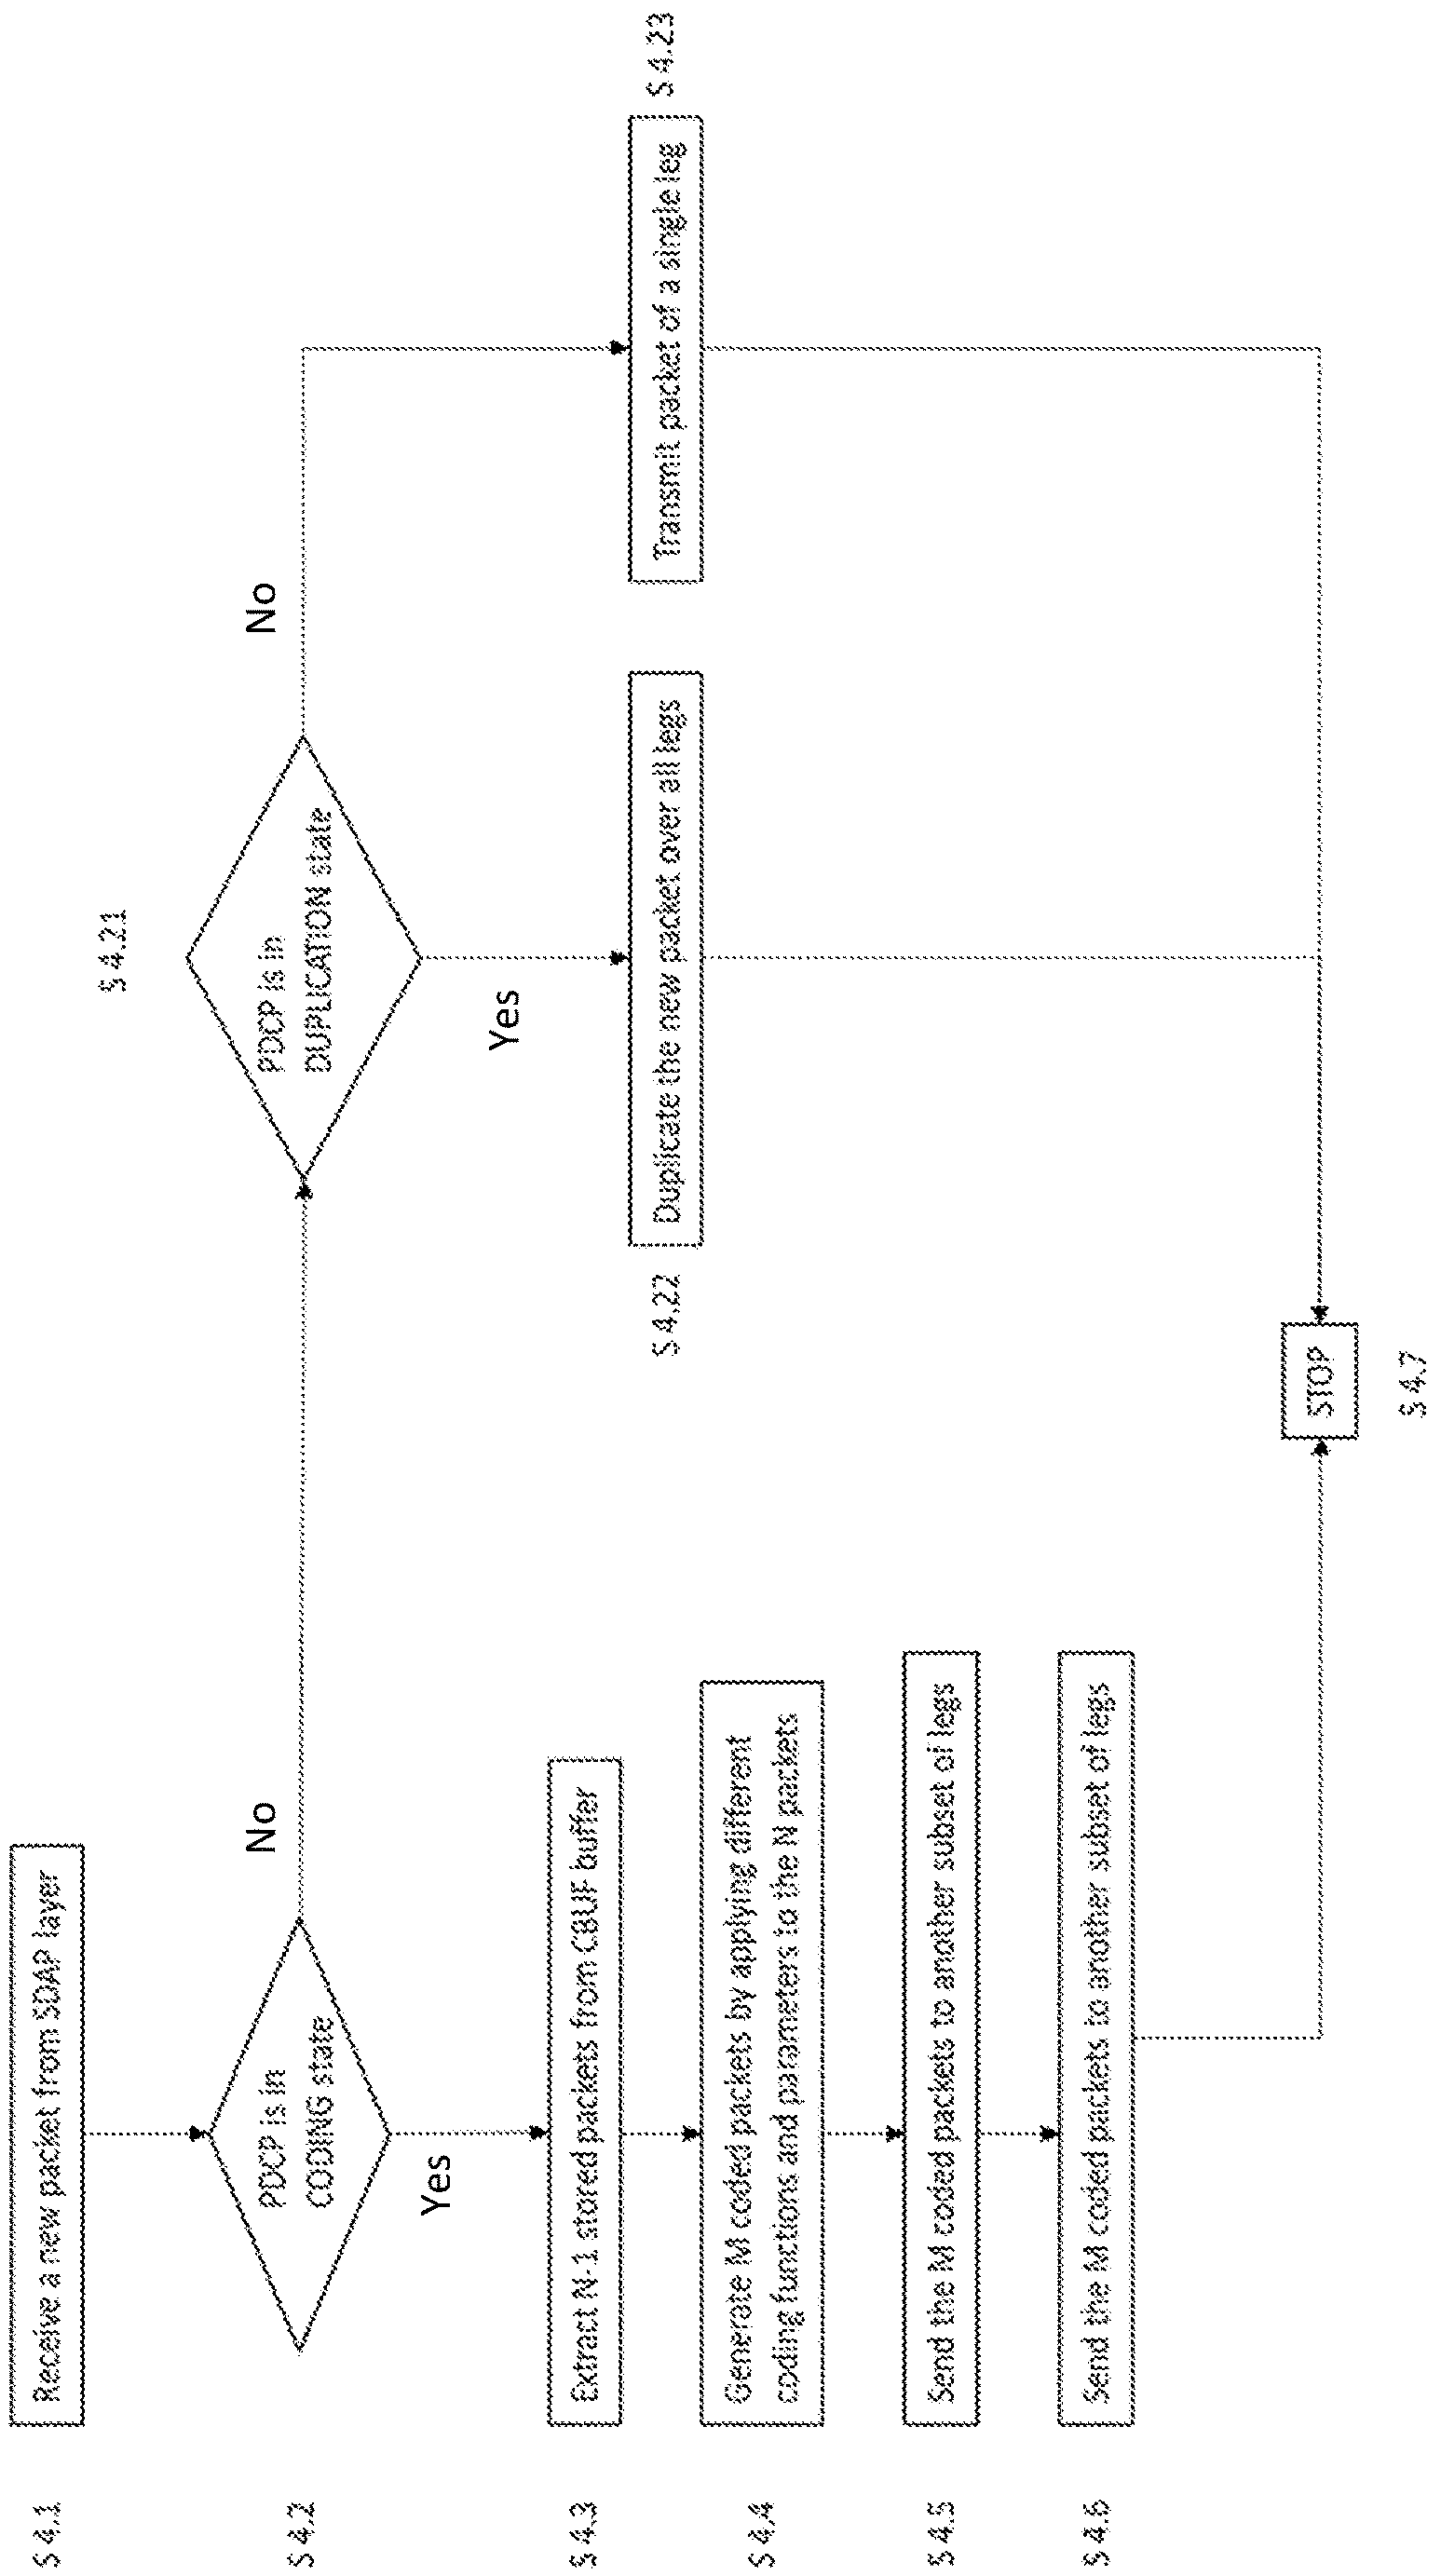 S 4.1
Receive a new packet from SDAP layer
S 4.2
PDCP is in
CODING state
No
Yes
S 4.21
PDCP is in
DUPLICATION state
No
Yes
S 4.3
Extract N-1 stored packets from CBUF buffer
S 4.22
Duplicate the new packet over all legs
Transmit packet of a single leg
S 4.23
S 4.4
Generate M coded packets by applying different
coding functions and parameters to the N packets
S 4.5
Send the M coded packets to another subset of legs
S 4.6
Send the M coded packets to another subset of legs
STOP
S 4.7